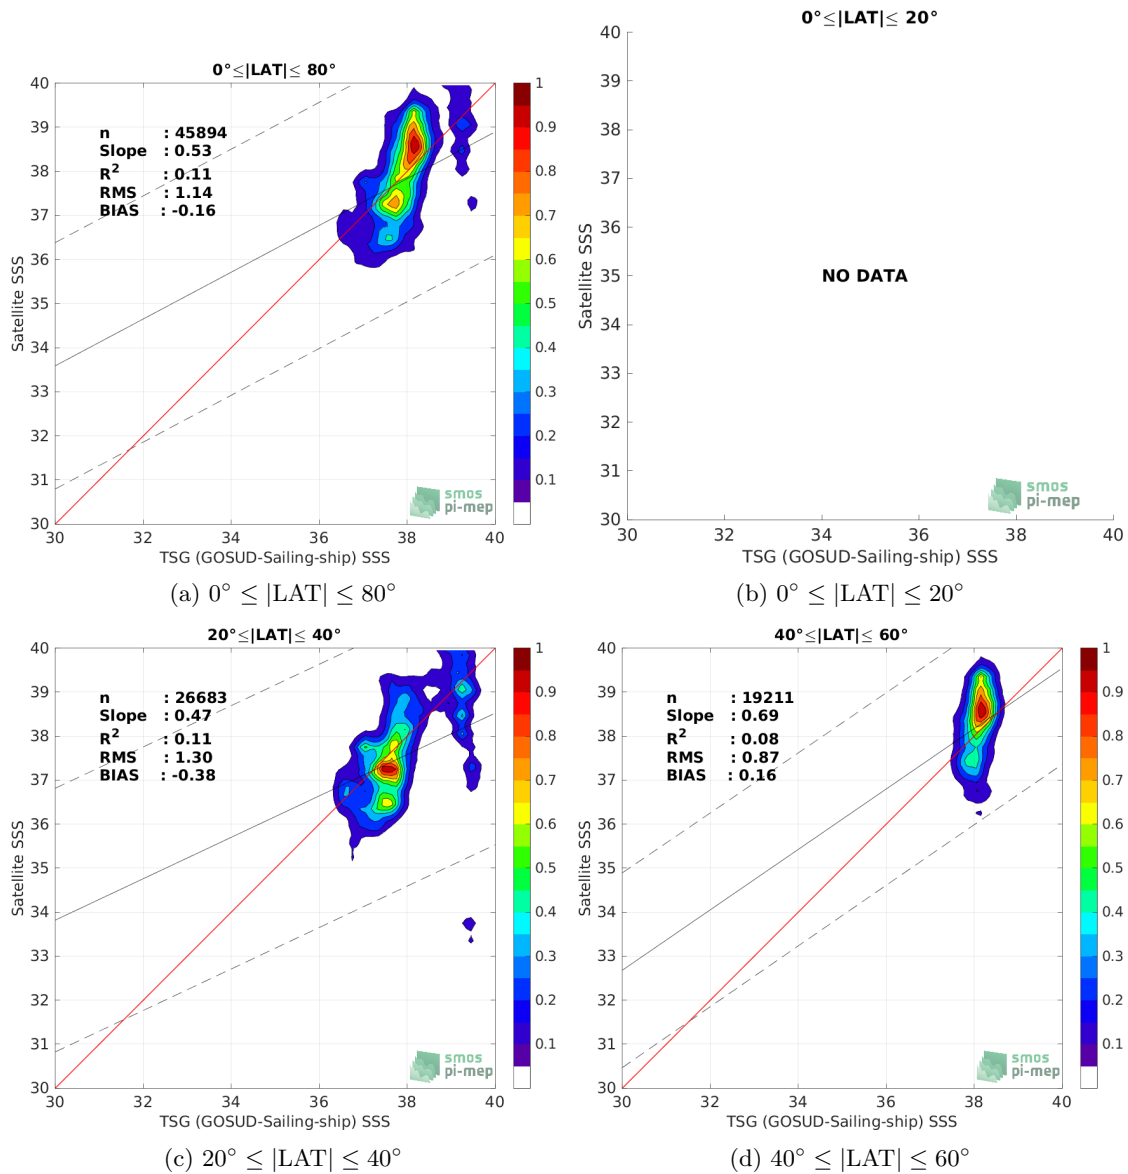 0°≤|LAT|≤ 80°
n : 45894
Slope : 0.53
R² : 0.11
RMS : 1.14
BIAS : -0.16
Satellite SSS
40
39
38
37
36
35
34
33
32
31
30
30 32 34 36 38 40
TSG (GOSUD-Sailing-ship) SSS
1
0.9
0.8
0.7
0.6
0.5
0.4
0.3
0.2
0.1
smos
pi-mep
(a) 0° ≤ |LAT| ≤ 80°
0°≤|LAT|≤ 20°
NO DATA
Satellite SSS
40
39
38
37
36
35
34
33
32
31
30
30 32 34 36 38 40
TSG (GOSUD-Sailing-ship) SSS
smos
pi-mep
(b) 0° ≤ |LAT| ≤ 20°
20°≤|LAT|≤ 40°
n : 26683
Slope : 0.47
R² : 0.11
RMS : 1.30
BIAS : -0.38
Satellite SSS
40
39
38
37
36
35
34
33
32
31
30
30 32 34 36 38 40
TSG (GOSUD-Sailing-ship) SSS
1
0.9
0.8
0.7
0.6
0.5
0.4
0.3
0.2
0.1
smos
pi-mep
(c) 20° ≤ |LAT| ≤ 40°
40°≤|LAT|≤ 60°
n : 19211
Slope : 0.69
R² : 0.08
RMS : 0.87
BIAS : 0.16
Satellite SSS
40
39
38
37
36
35
34
33
32
31
30
30 32 34 36 38 40
TSG (GOSUD-Sailing-ship) SSS
1
0.9
0.8
0.7
0.6
0.5
0.4
0.3
0.2
0.1
smos
pi-mep
(d) 40° ≤ |LAT| ≤ 60°